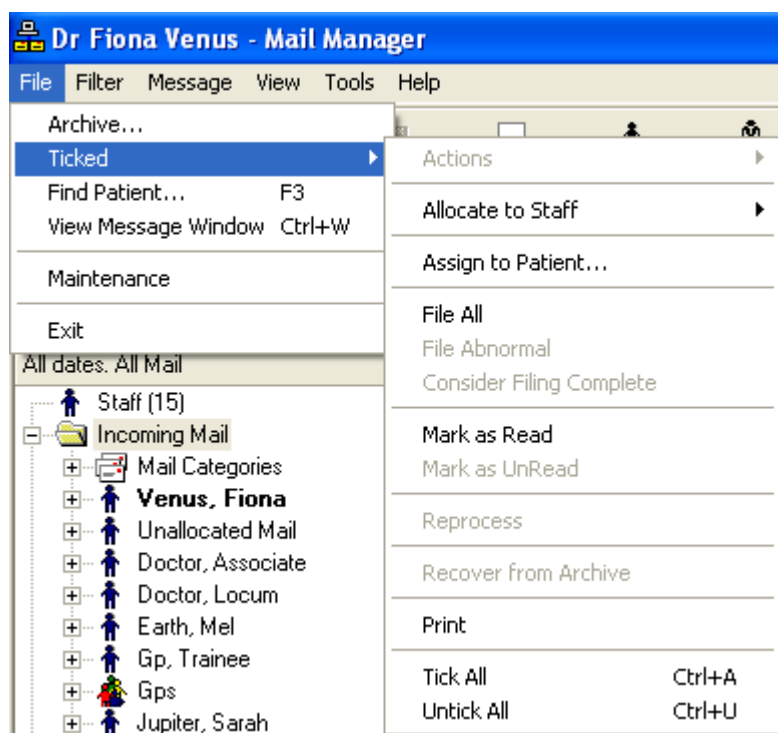 Dr Fiona Venus - Mail Manager
File Filter Message View Tools Help
Archive...
Ticked
Find Patient... F3
View Message Window Ctrl+W
Maintenance
Exit
Actions
Allocate to Staff
Assign to Patient...
File All
File Abnormal
Consider Filing Complete
Mark as Read
Mark as UnRead
Reprocess
Recover from Archive
Print
Tick All Ctrl+A
Untick All Ctrl+U
All dates. All Mail
Staff (15)
Incoming Mail
Mail Categories
Venus, Fiona
Unallocated Mail
Doctor, Associate
Doctor, Locum
Earth, Mel
Gp, Trainee
Gps
Jupiter, Sarah